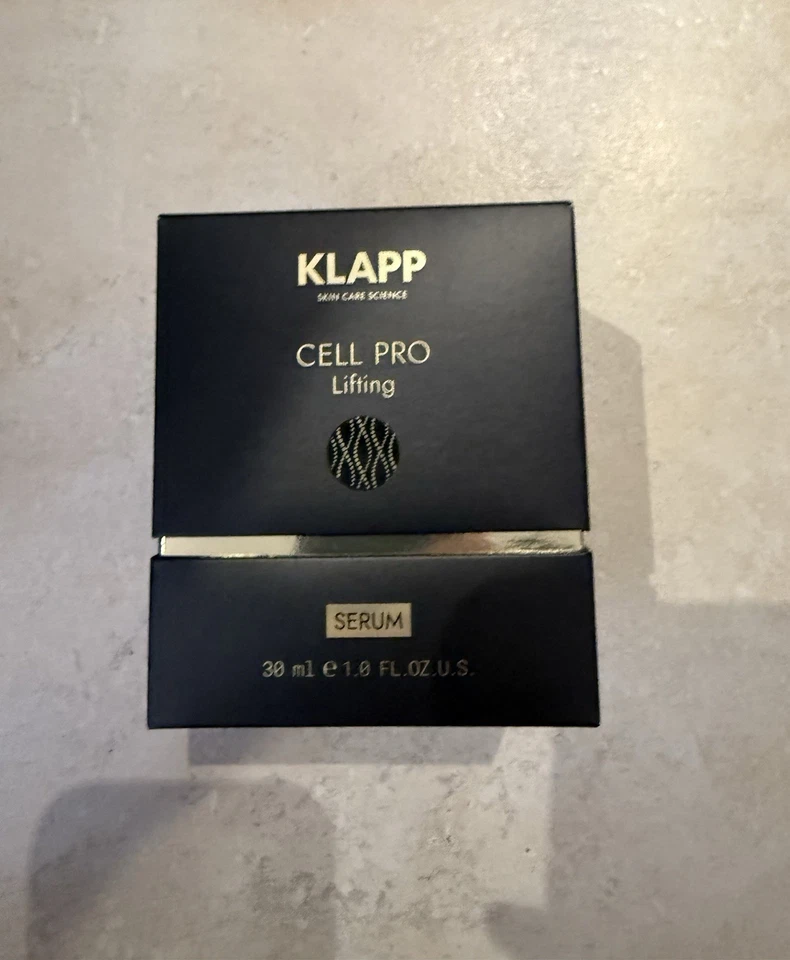 KLAPP
SKIN CARE SCIENCE
CELL PRO
Lifting
SERUM
30 ml ℮ 1.0 FL.OZ.U.S.